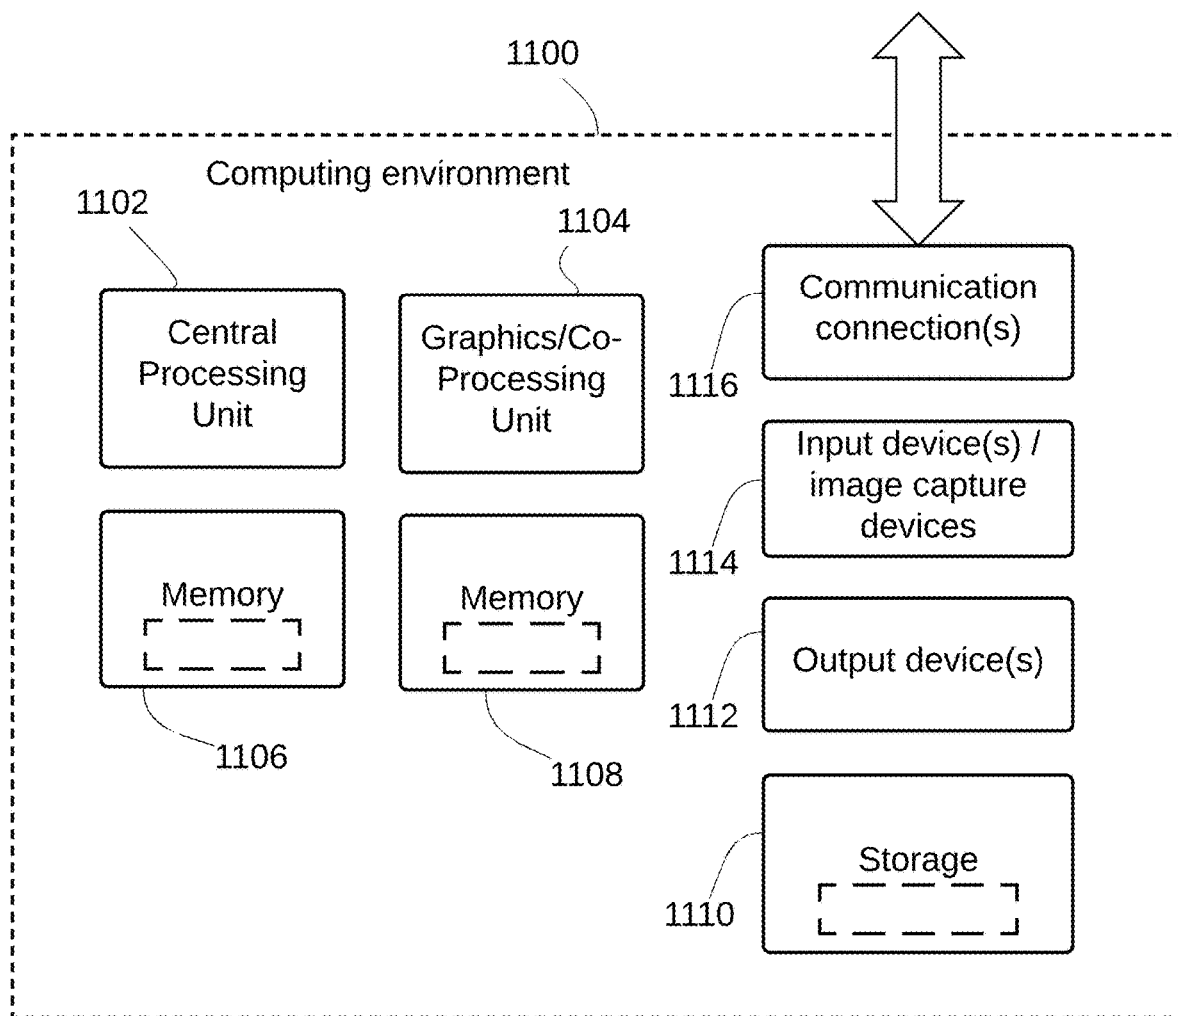 1100
Computing environment
1102
1104
Central
Processing
Unit
Graphics/Co-
Processing
Unit
Communication
connection(s)
1116
Input device(s) /
image capture
devices
1114
Memory
Memory
Output device(s)
1112
1106
1108
Storage
1110